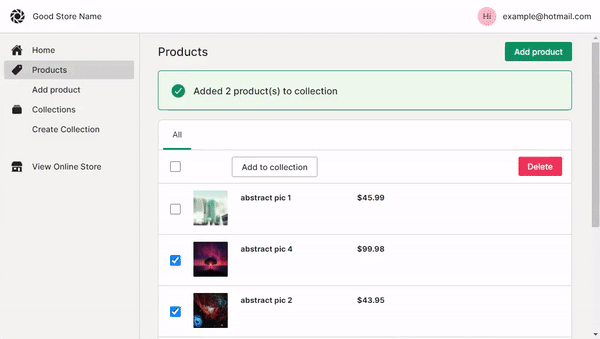 Good Store Name
Hi
example@hotmail.com
Home
Products
Add product
Collections
Create Collection
View Online Store
Products
Add product
Added 2 product(s) to collection
All
Add to collection
Delete
abstract pic 1
$45.99
abstract pic 4
$99.98
abstract pic 2
$43.95